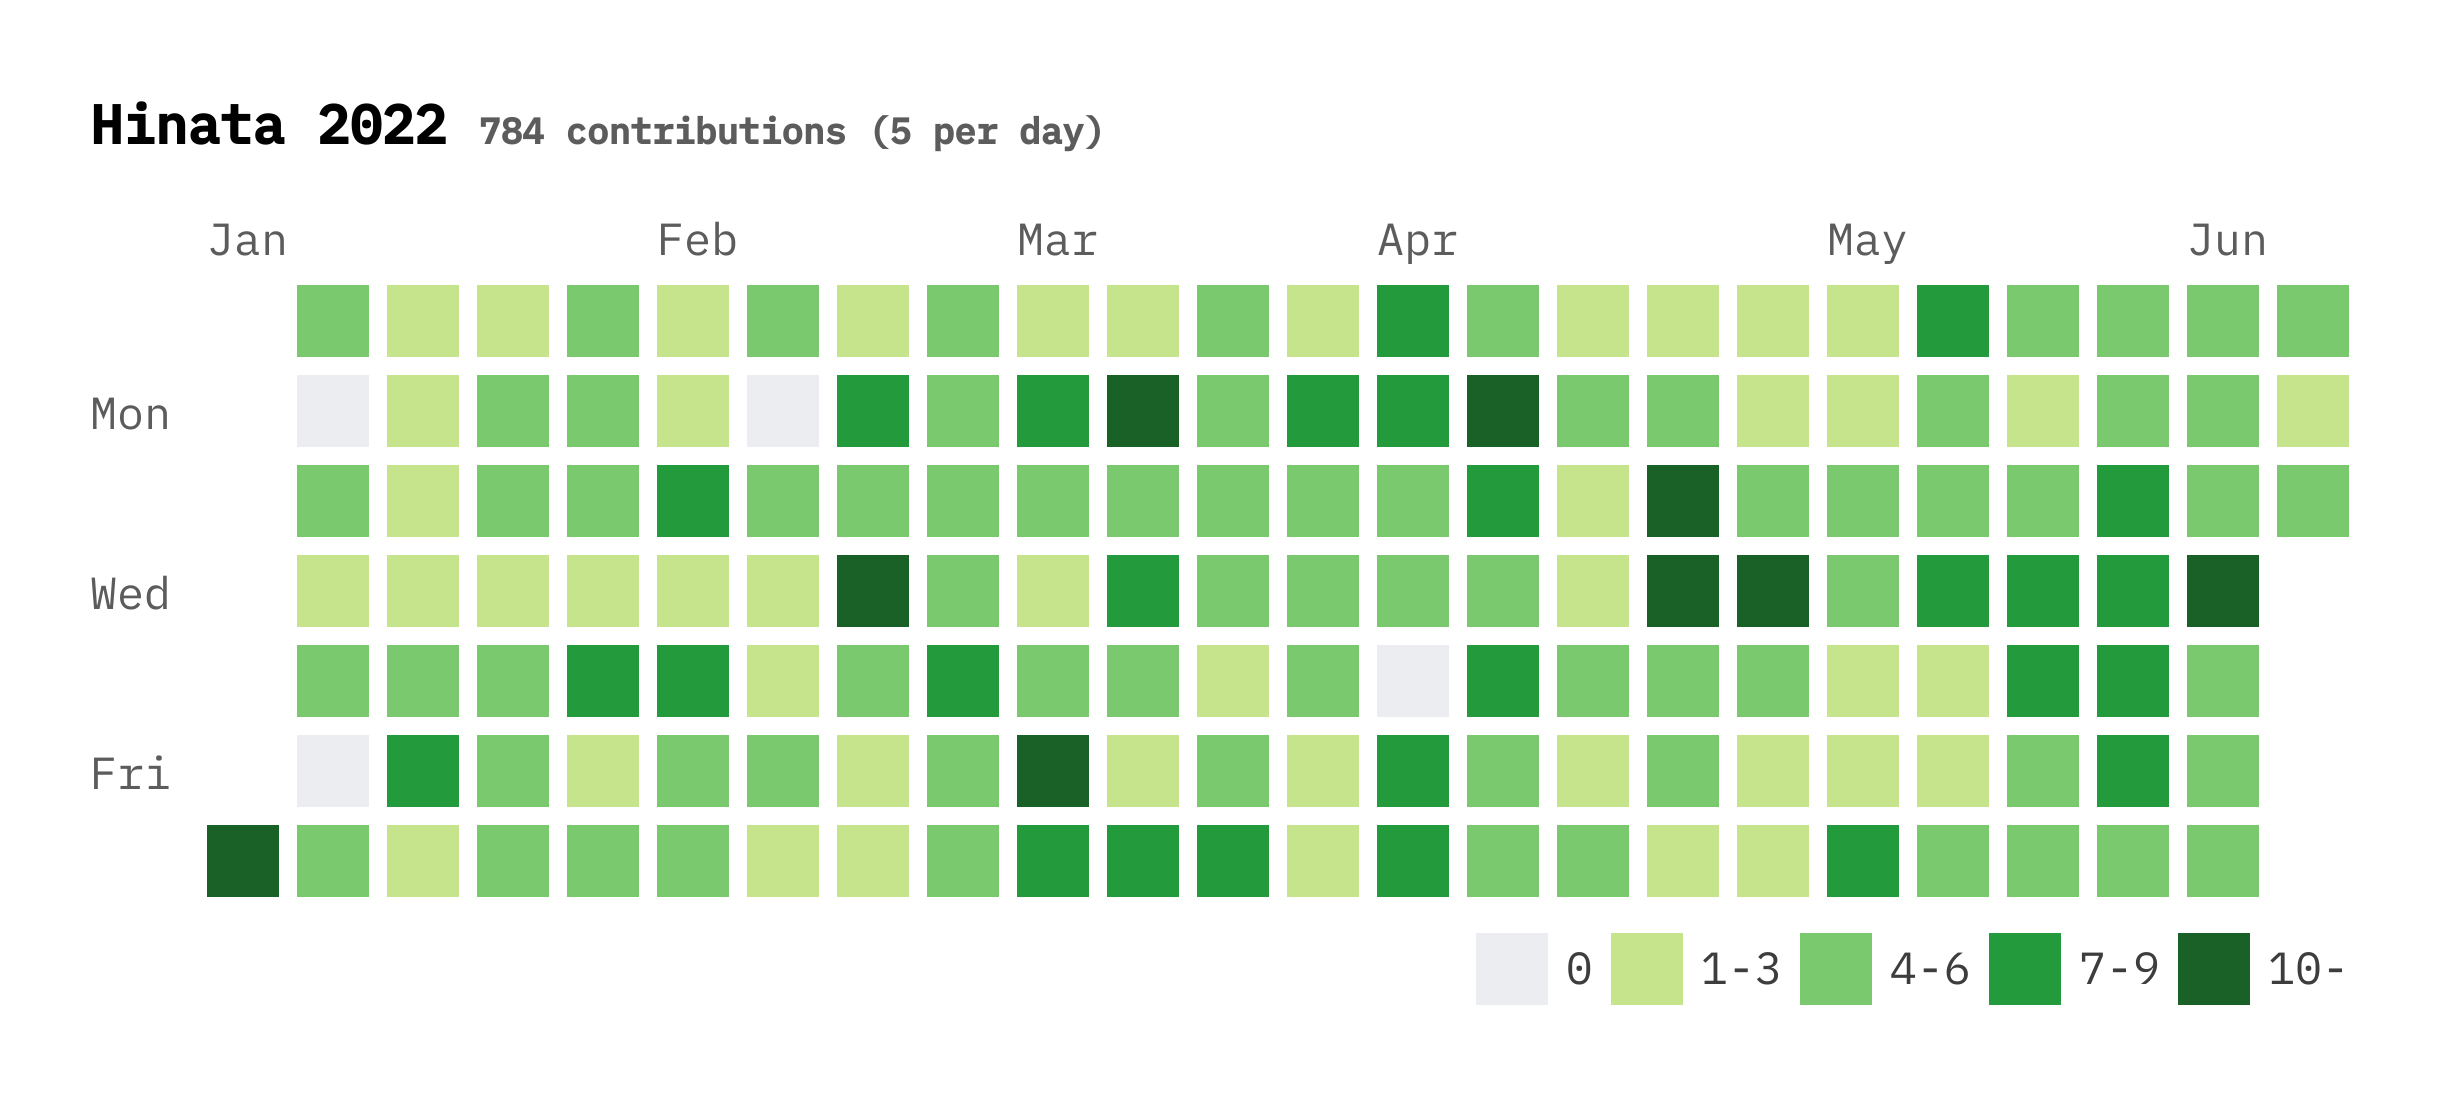 Hinata 2022 784 contributions (5 per day)
Jan Feb Mar Apr May Jun
Mon
Wed
Fri
0 1-3 4-6 7-9 10-